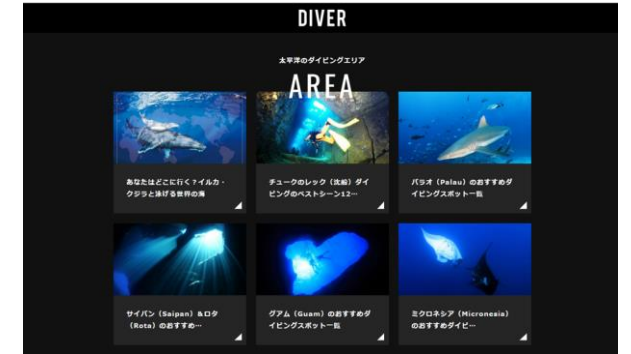 DIVER
太平洋のダイビングエリア
AREA
あなたはどこに行く?イルカ・
クジラと泳げる世界の海
チュークのレック(沈船)ダイ
ビングのベストシーン12…
パラオ(Palau)のおすすめダ
イビングスポット一覧
サイパン(Saipan)&ロタ
(Rota)のおすすめ…
グアム(Guam)のおすすめダ
イビングスポット一覧
ミクロネシア(Micronesia)
のおすすめダイビ…